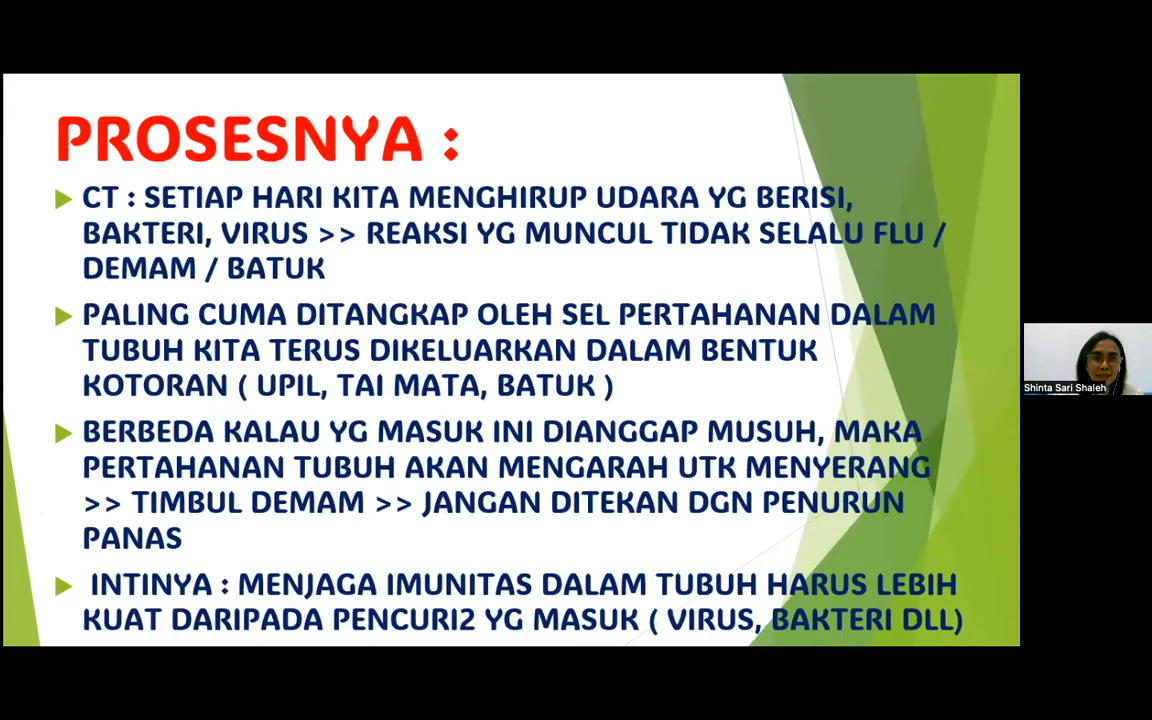 PROSESNYA :
CT : SETIAP HARI KITA MENGHIRUP UDARA YG BERISI,
BAKTERI, VIRUS >> REAKSI YG MUNCUL TIDAK SELALU FLU /
DEMAM / BATUK
PALING CUMA DITANGKAP OLEH SEL PERTAHANAN DALAM
TUBUH KITA TERUS DIKELUARKAN DALAM BENTUK
KOTORAN ( UPIL, TAI MATA, BATUK )
BERBEDA KALAU YG MASUK INI DIANGGAP MUSUH, MAKA
PERTAHANAN TUBUH AKAN MENGARAH UTK MENYERANG
>> TIMBUL DEMAM >> JANGAN DITEKAN DGN PENURUN
PANAS
INTINYA : MENJAGA IMUNITAS DALAM TUBUH HARUS LEBIH
KUAT DARIPADA PENCURI2 YG MASUK ( VIRUS, BAKTERI DLL)
Shinta Sari Shaleh